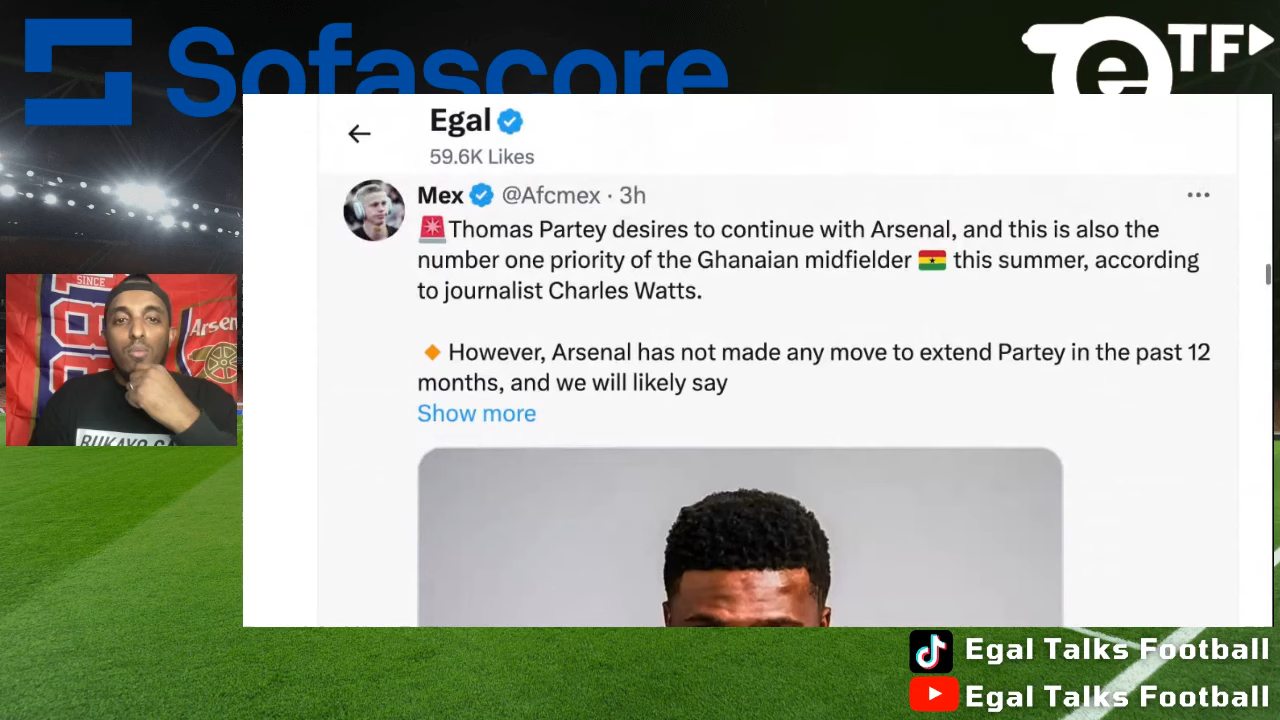 Sofascore
e TF
Egal
59.6K Likes
Mex @Afcmex · 3h
Thomas Partey desires to continue with Arsenal, and this is also the
number one priority of the Ghanaian midfielder 🇬🇭 this summer, according
to journalist Charles Watts.
🔸 However, Arsenal has not made any move to extend Partey in the past 12
months, and we will likely say
Show more
SINCE
Arsen
BUKAYO
Egal Talks Football
Egal Talks Football